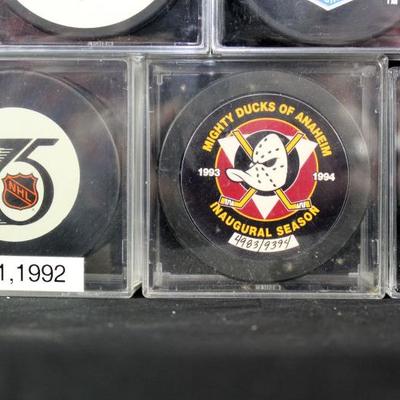 75
NHL
1,1992
MIGHTY DUCKS OF ANAHEIM
1993 1994
INAUGURAL SEASON
4983/9394